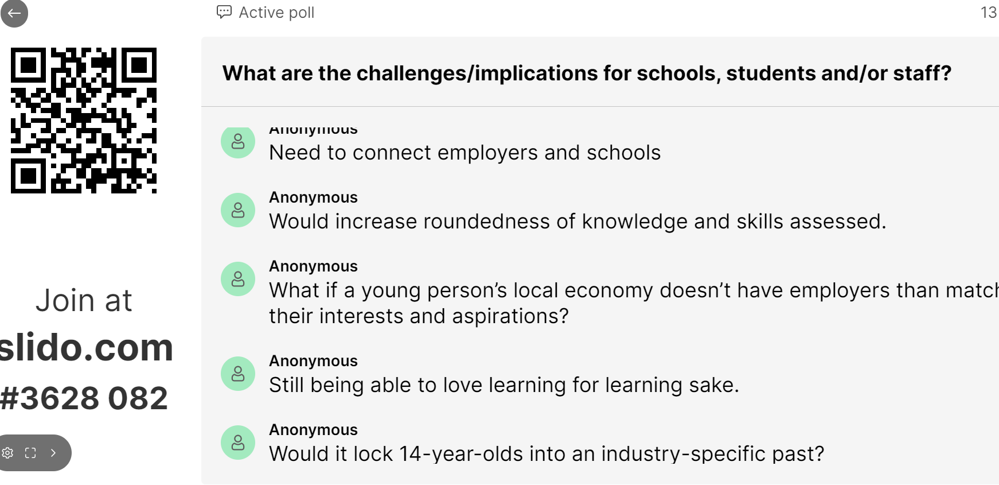 Active poll
13
What are the challenges/implications for schools, students and/or staff?
Anonymous
Need to connect employers and schools
Anonymous
Would increase roundedness of knowledge and skills assessed.
Anonymous
What if a young person’s local economy doesn’t have employers than match
their interests and aspirations?
Anonymous
Still being able to love learning for learning sake.
Anonymous
Would it lock 14-year-olds into an industry-specific past?
Join at
slido.com
#3628 082